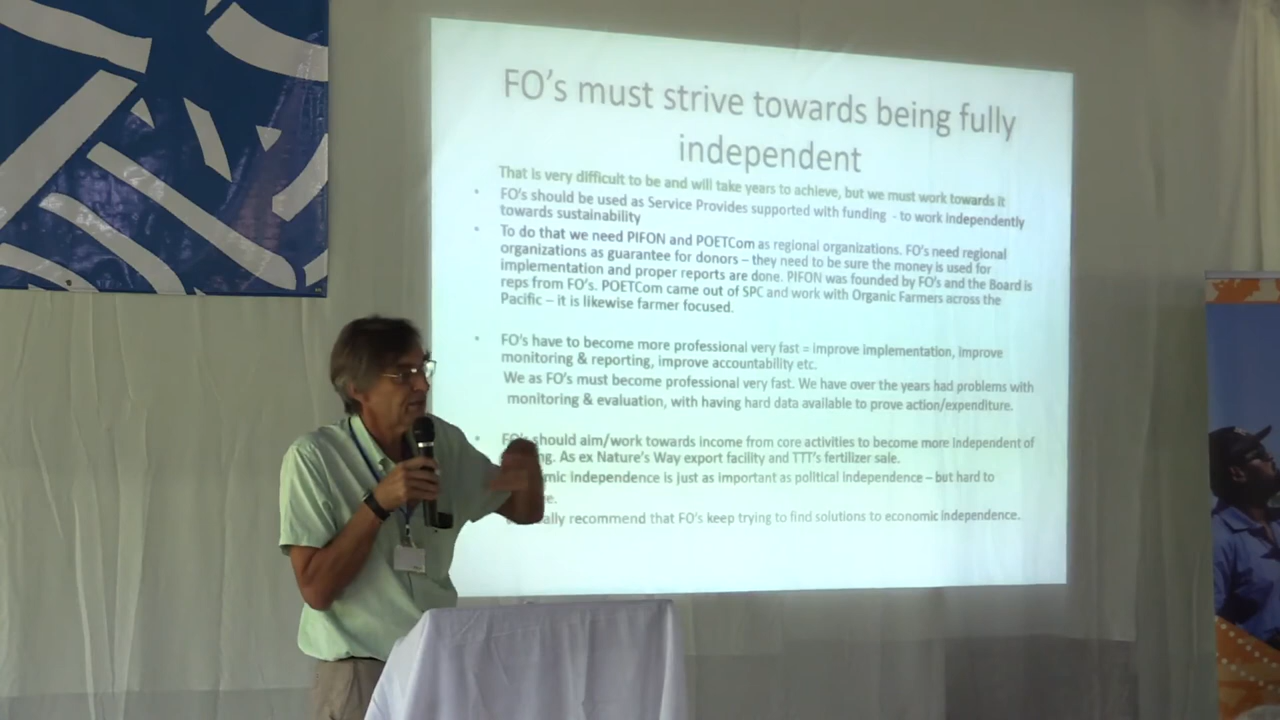 FO's must strive towards being fully
independent
That is very difficult to be and will take years to achieve, but we must work towards it
• FO's should be used as Service Provides supported with funding - to work independently
towards sustainability
• To do that we need PIFON and POETCom as regional organizations. FO's need regional
organizations as guarantee for donors – they need to be sure the money is used for
implementation and proper reports are done. PIFON was founded by FO's and the Board is
reps from FO's. POETCom came out of SPC and work with Organic Farmers across the
Pacific – it is likewise farmer focused.
• FO's have to become more professional very fast = improve implementation, improve
monitoring & reporting, improve accountability etc.
We as FO's must become professional very fast. We have over the years had problems with
monitoring & evaluation, with having hard data available to prove action/expenditure.
• FO's should aim/work towards income from core activities to become more Independent of
As ex Nature's Way export facility and TTT's fertilizer sale.
independence is just as important as political independence – but hard to
recommend that FO's keep trying to find solutions to economic independence.